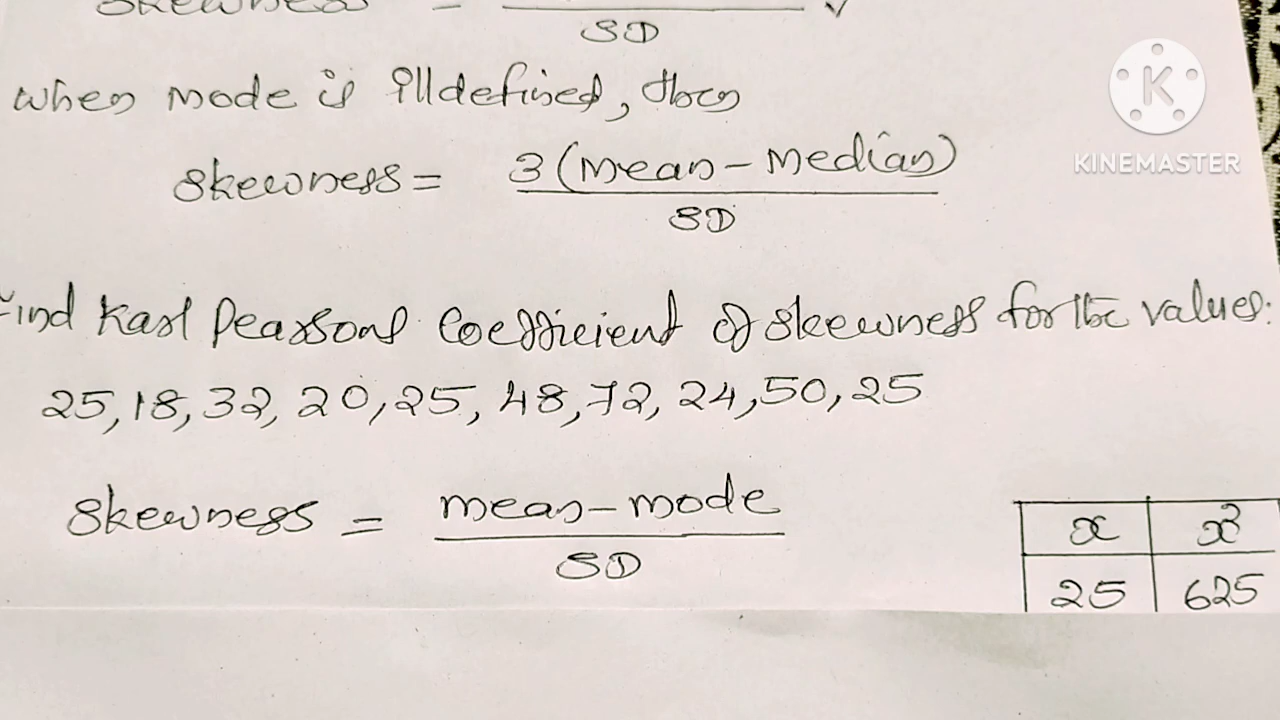 Skewness =
SD
When mode is illdefined, then
K
KINEMASTER
Skewness = 3(Mean - Median)
SD
Find Karl Pearsons Coefficient of skewness for the values:
25, 18, 32, 20, 25, 48, 72, 24, 50, 25
Skewness = mean - mode
SD
x x²
25 625